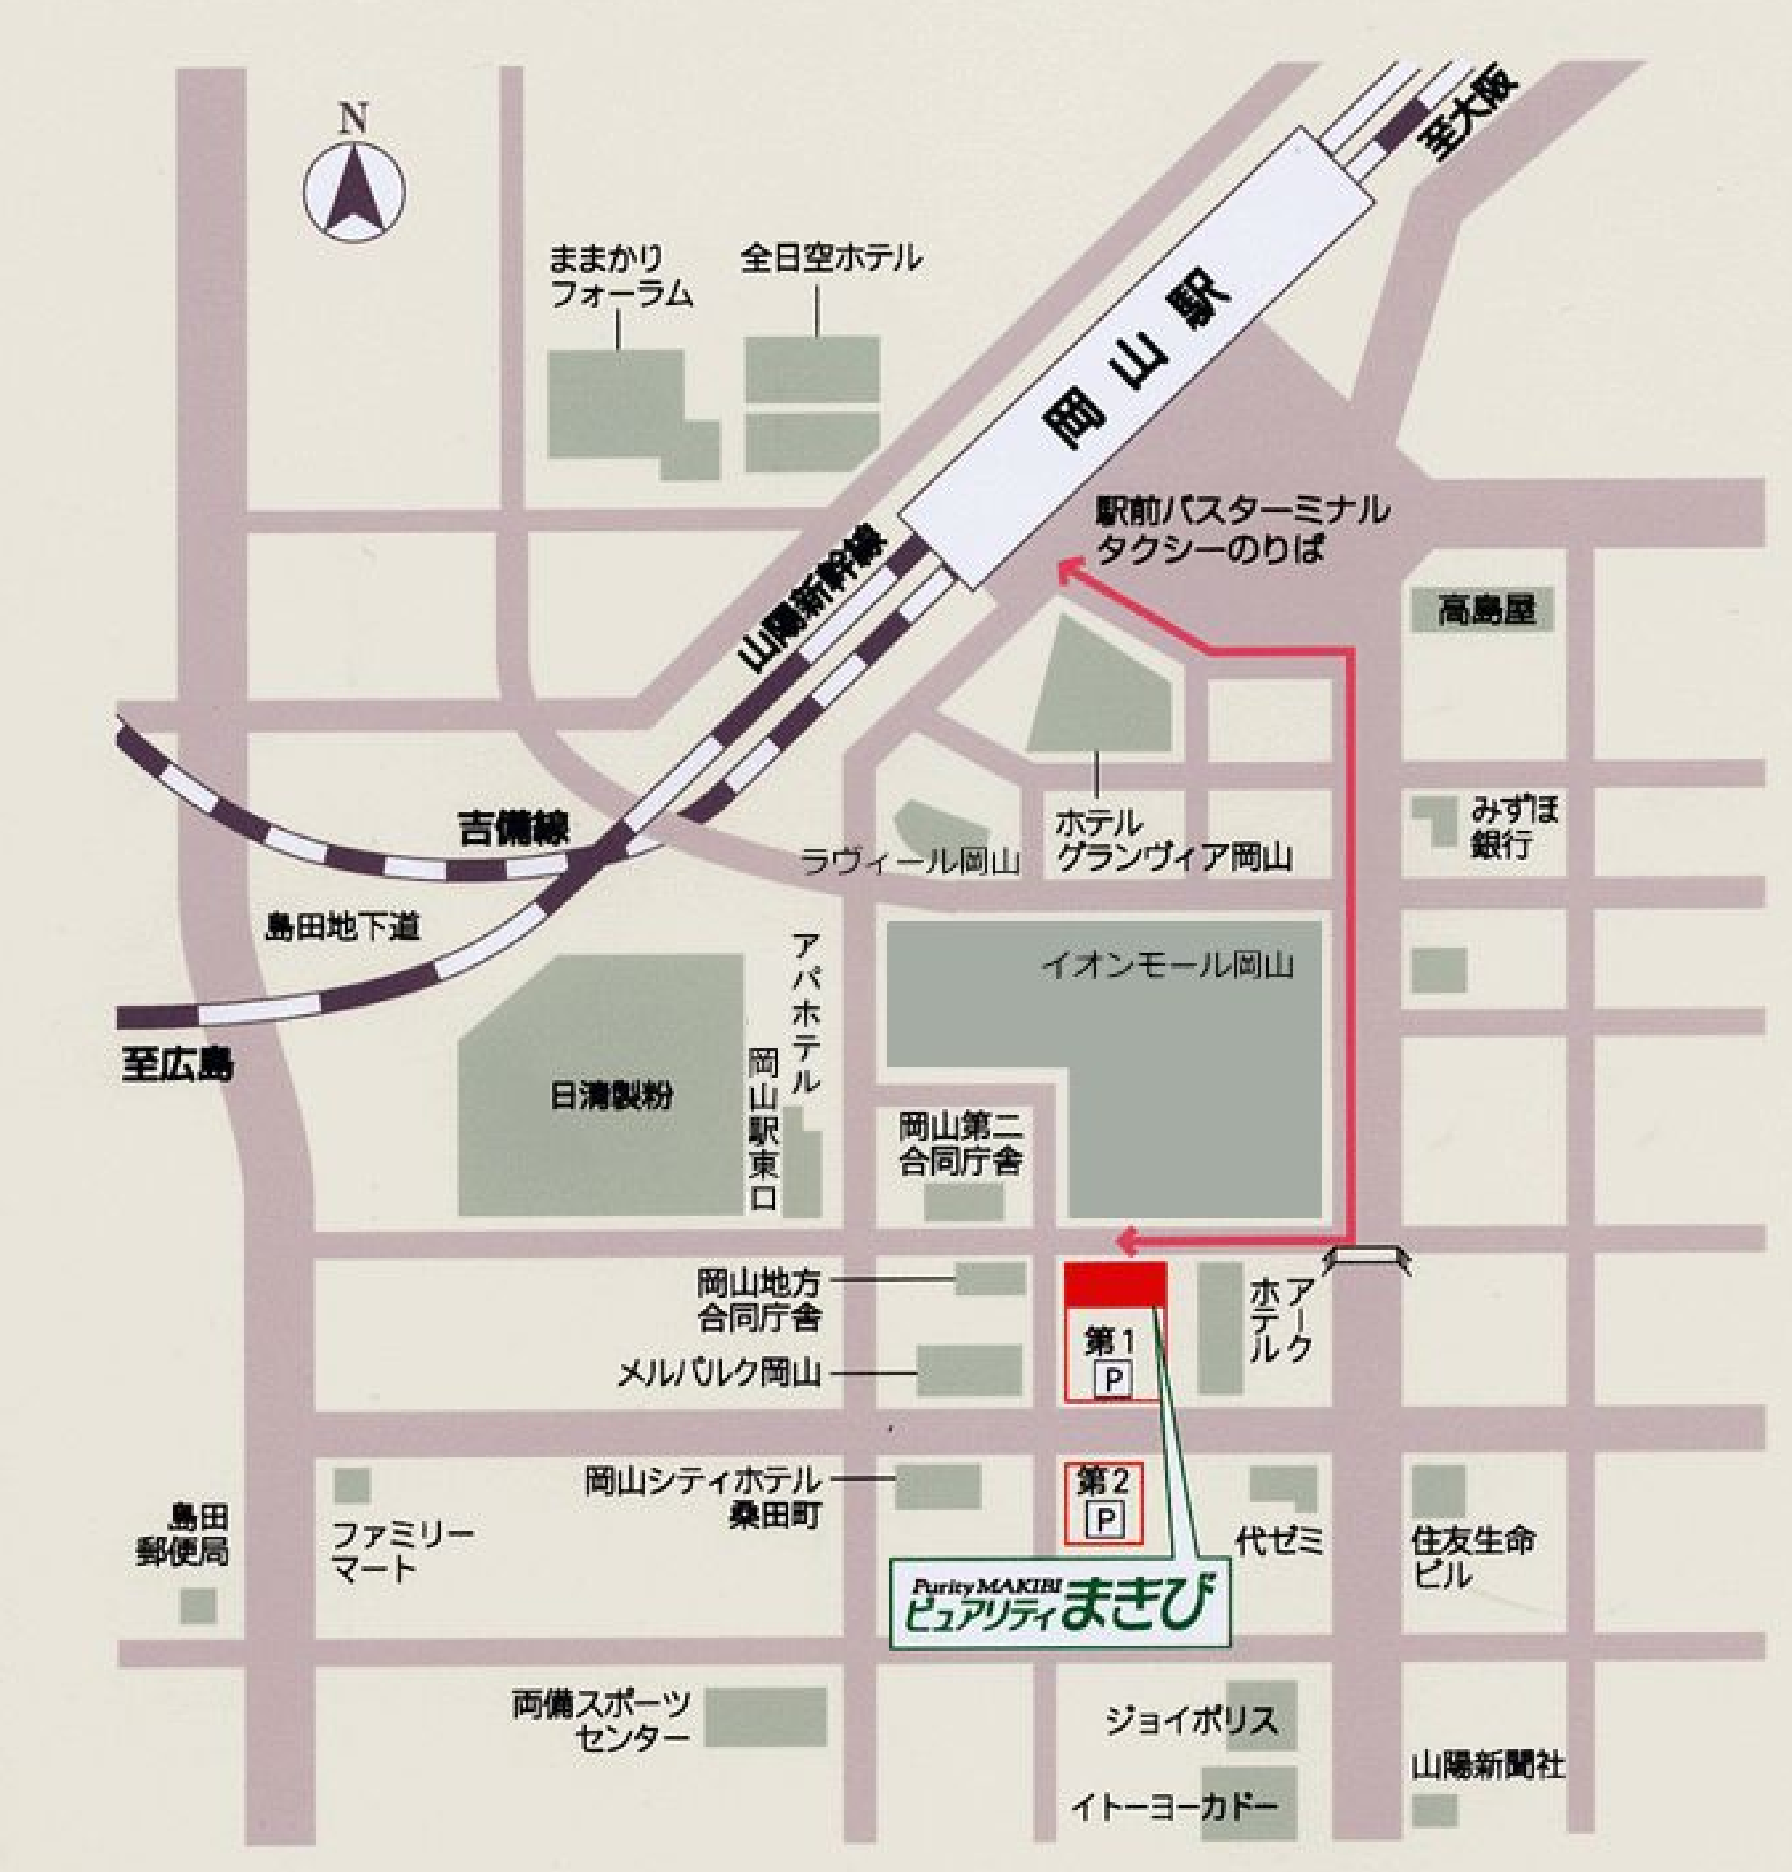 N
至大阪
ままかり
フォーラム
全日空ホテル
岡山駅
駅前バスターミナル
タクシーのりば
山陽新幹線
高島屋
吉備線
ホテル
グランヴィア岡山
ラヴィール岡山
みずほ
銀行
島田地下道
イオンモール岡山
至広島
日清製粉
アパホテル
岡山駅東口
岡山第二
合同庁舎
岡山地方
合同庁舎
アーク
ホテル
第1
P
メルパルク岡山
岡山シティホテル
桑田町
第2
P
代ゼミ
住友生命
ビル
島田
郵便局
ファミリー
マート
Purity MAKIBI
ピュアリティまきび
両備スポーツ
センター
ジョイポリス
山陽新聞社
イトーヨーカドー